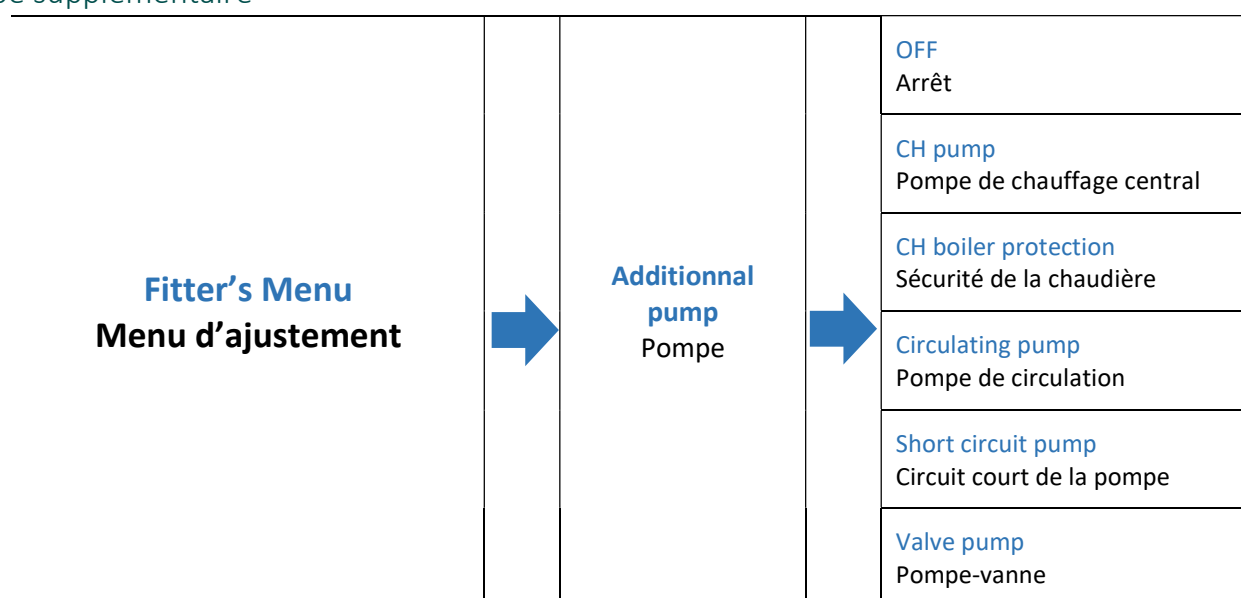 supplémentaire
Fitter's Menu
Menu d'ajustement
Additionnal
pump
Pompe
OFF
Arrêt
CH pump
Pompe de chauffage central
CH boiler protection
Sécurité de la chaudière
Circulating pump
Pompe de circulation
Short circuit pump
Circuit court de la pompe
Valve pump
Pompe-vanne